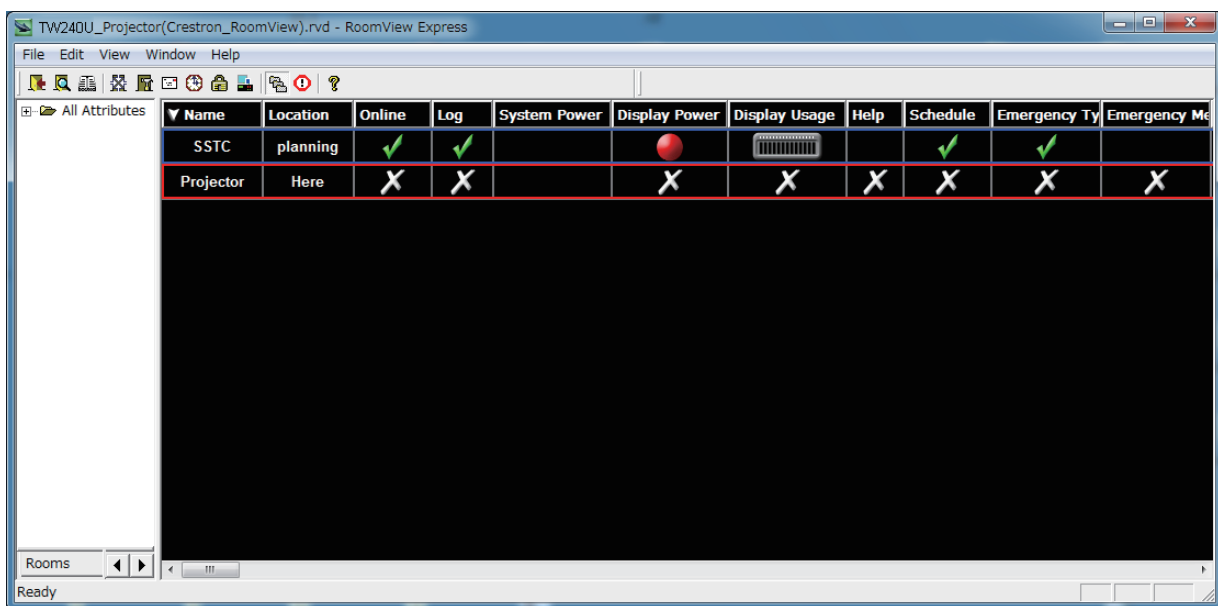 TW240U_Projector(Crestron_RoomView).rvd - RoomView Express
File Edit View Window Help
All Attributes
Name Location Online Log System Power Display Power Display Usage Help Schedule Emergency Ty Emergency Me
SSTC planning
Projector Here
Rooms
Ready